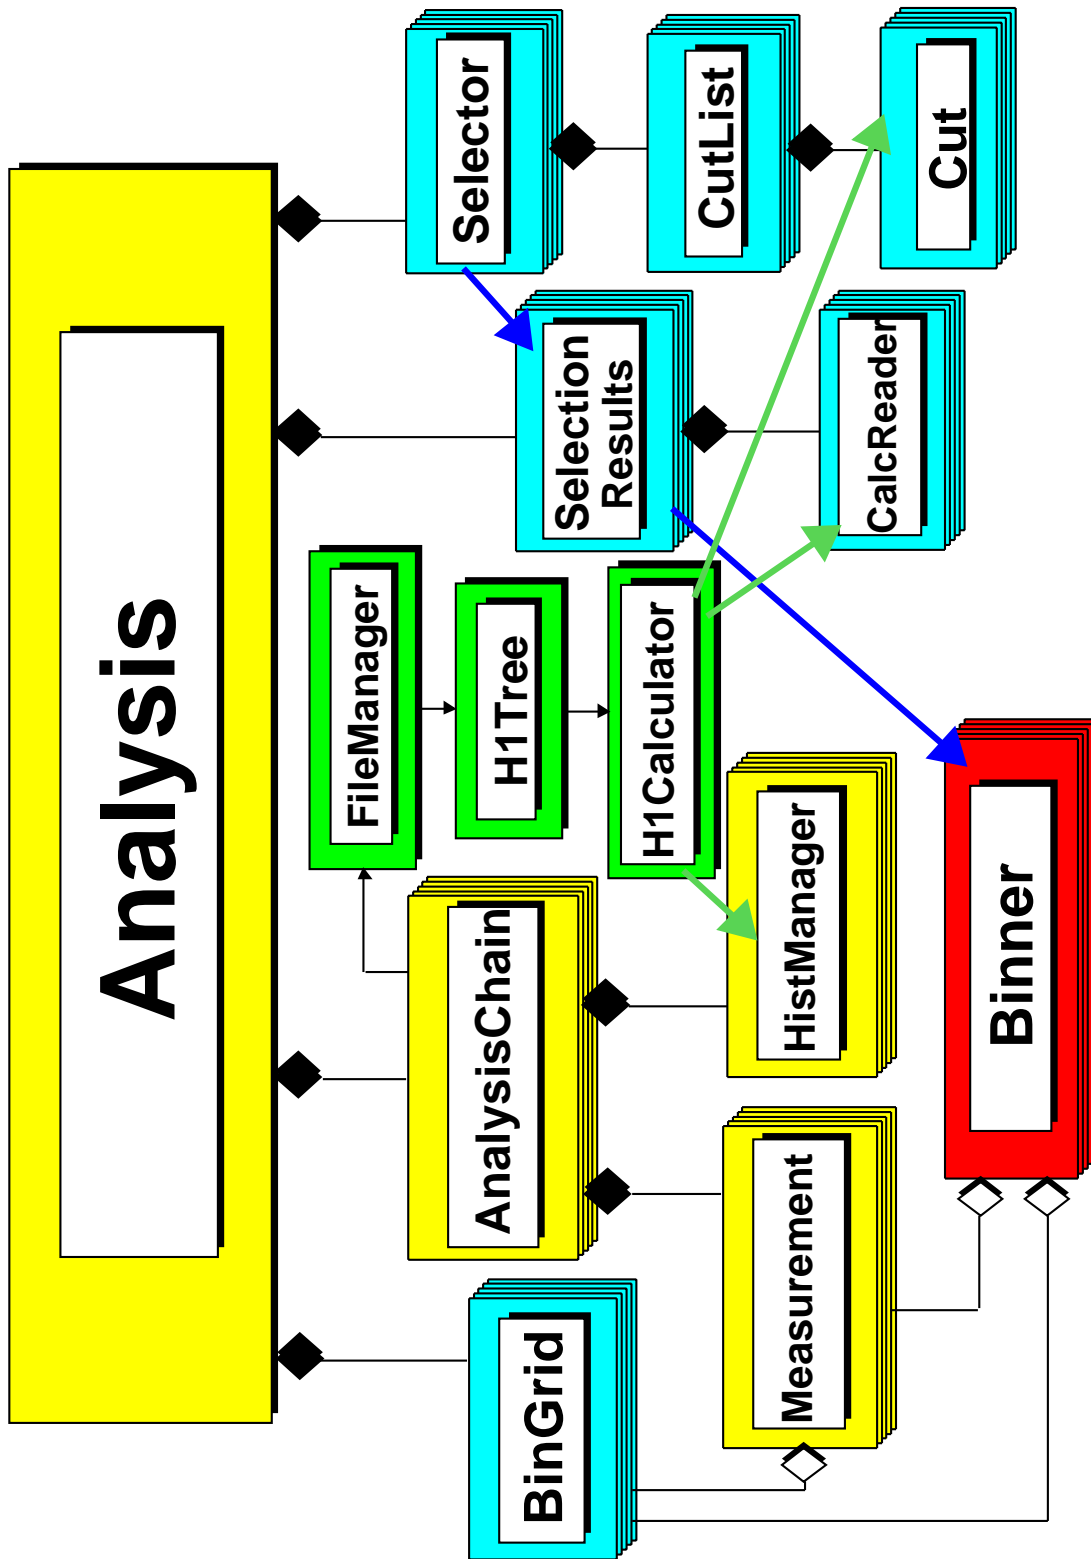 Analysis
FileManager
BinGrid
AnalysisChain
H1Tree
Selector
H1Calculator
Selection
Results
CutList
Measurement
HistManager
CalcReader
Cut
Binner